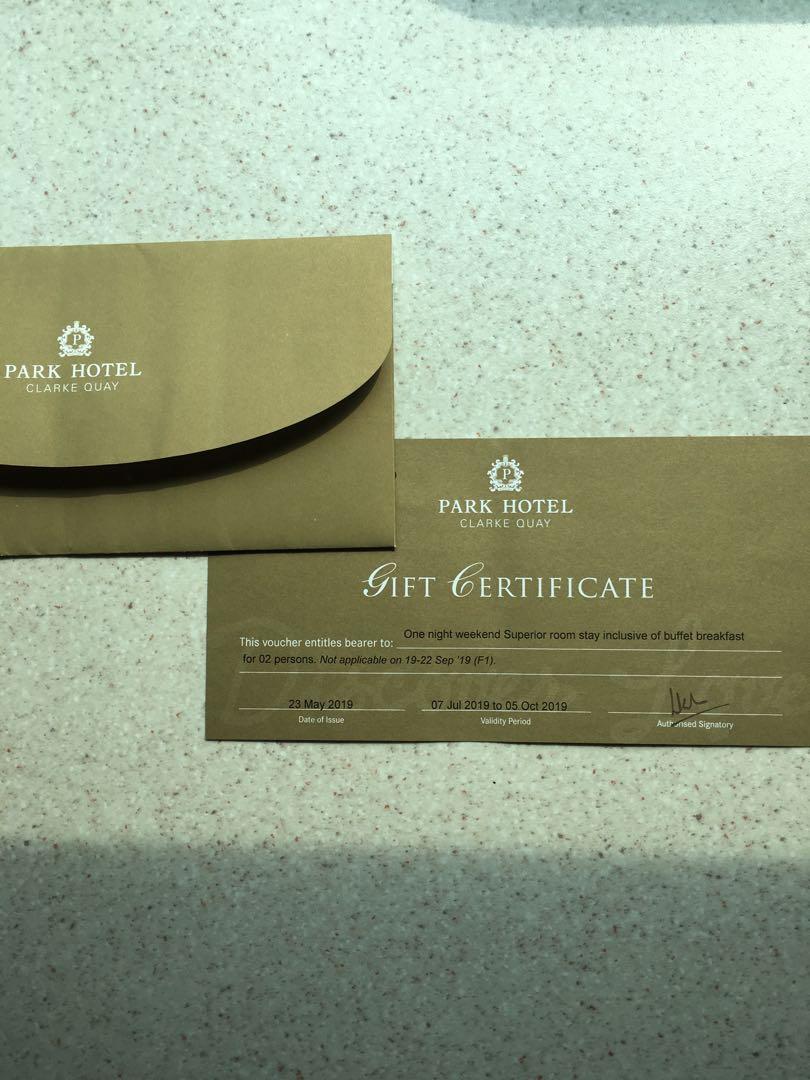 P
PARK HOTEL
CLARKE QUAY
P
PARK HOTEL
CLARKE QUAY
GIFT CERTIFICATE
This voucher entitles bearer to: One night weekend Superior room stay inclusive of buffet breakfast
for 02 persons. Not applicable on 19-22 Sep '19 (F1).
23 May 2019 07 Jul 2019 to 05 Oct 2019
Date of Issue Validity Period Authorised Signatory